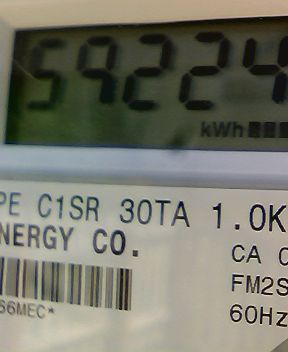 59224
kWh
PE C1SR 30TA 1.0K
NERGY CO.
CA
FM2S
66MEC*
60Hz